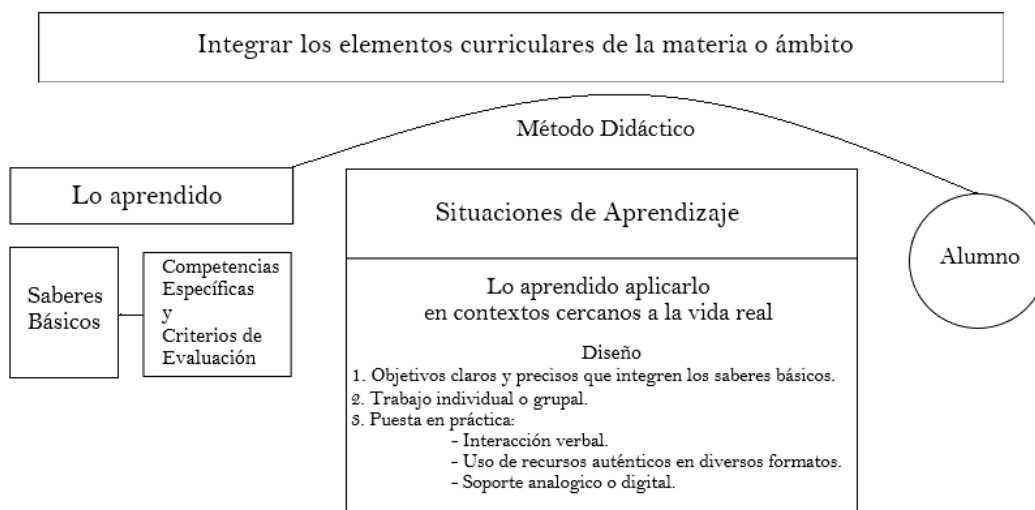 Integrar los elementos curriculares de la materia o ámbito
Método Didáctico
Lo aprendido
Saberes
Básicos
Competencias
Específicas
y
Criterios de
Evaluación
Situaciones de Aprendizaje
Lo aprendido aplicarlo
en contextos cercanos a la vida real
Diseño
1. Objetivos claros y precisos que integren los saberes básicos.
2. Trabajo individual o grupal.
3. Puesta en práctica:
- Interacción verbal.
- Uso de recursos auténticos en diversos formatos.
- Soporte analogico o digital.
Alumno